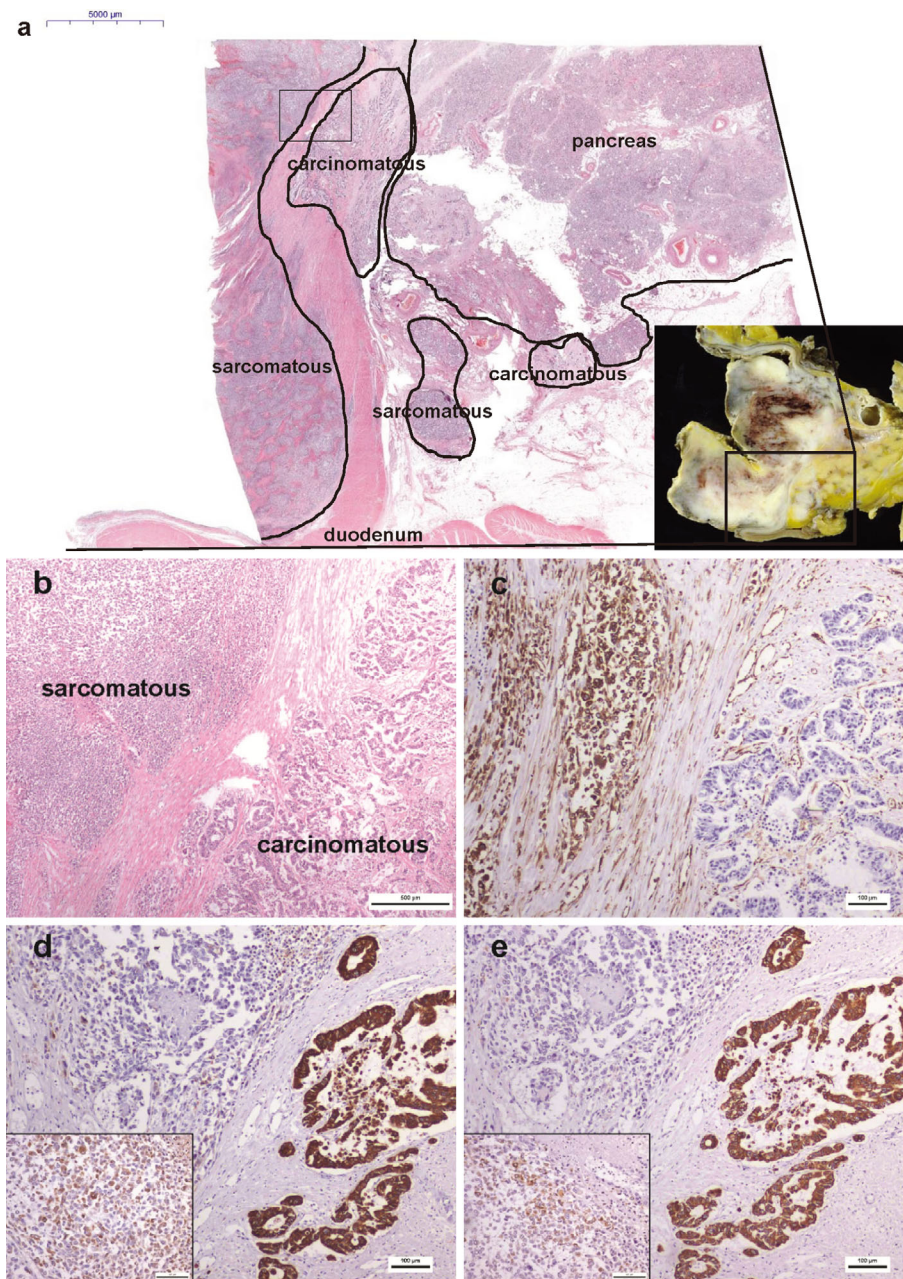 5000 µm
a
carcinomatous
pancreas
sarcomatous
carcinomatous
sarcomatous
duodenum
b
sarcomatous
carcinomatous
500 µm
c
100 µm
d
100 µm
e
100 µm